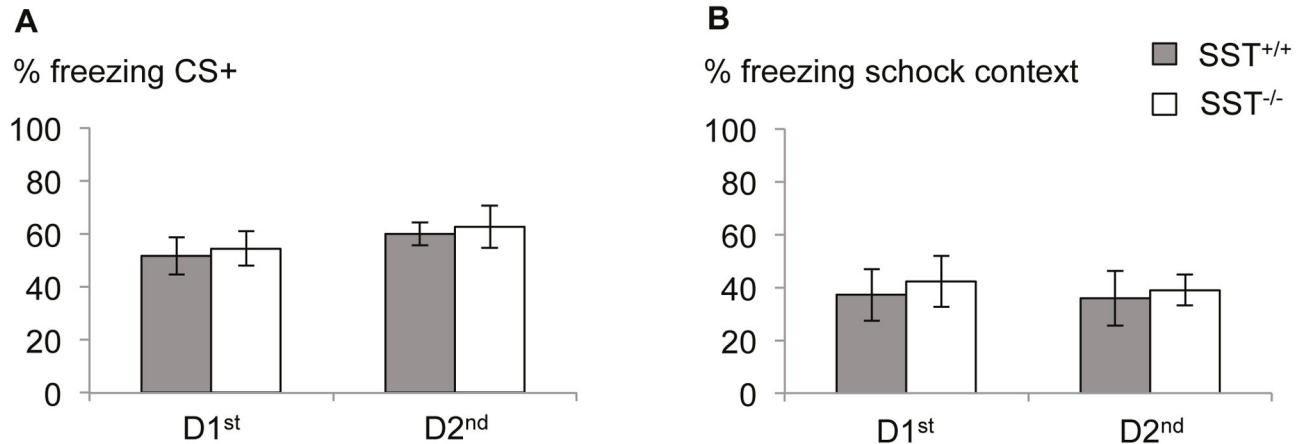 A
% freezing CS+
100
80
60
40
20
0
D1ˢᵗ
D2ⁿᵈ
B
% freezing schock context
SST⁺/⁺
SST⁻/⁻
100
80
60
40
20
0
D1ˢᵗ
D2ⁿᵈ